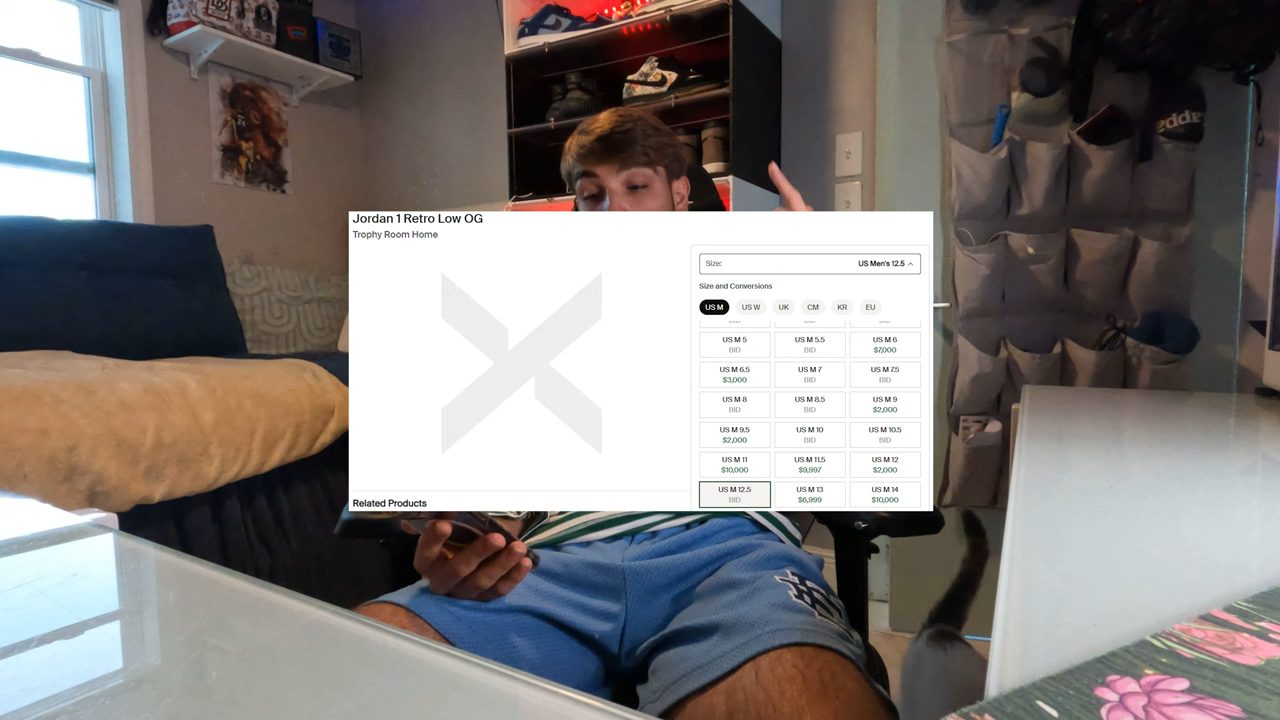 Jordan 1 Retro Low OG
Trophy Room Home
Size: US Men's 12.5
Size and Conversions
US M US W UK CM KR EU
US M 5 US M 5.5 US M 6
BID BID $7,000
US M 6.5 US M 7 US M 7.5
$3,000 BID BID
US M 8 US M 8.5 US M 9
BID BID $2,000
US M 9.5 US M 10 US M 10.5
$2,000 BID BID
US M 11 US M 11.5 US M 12
$10,000 $9,997 $2,000
US M 12.5 US M 13 US M 14
BID $6,999 $10,000
Related Products